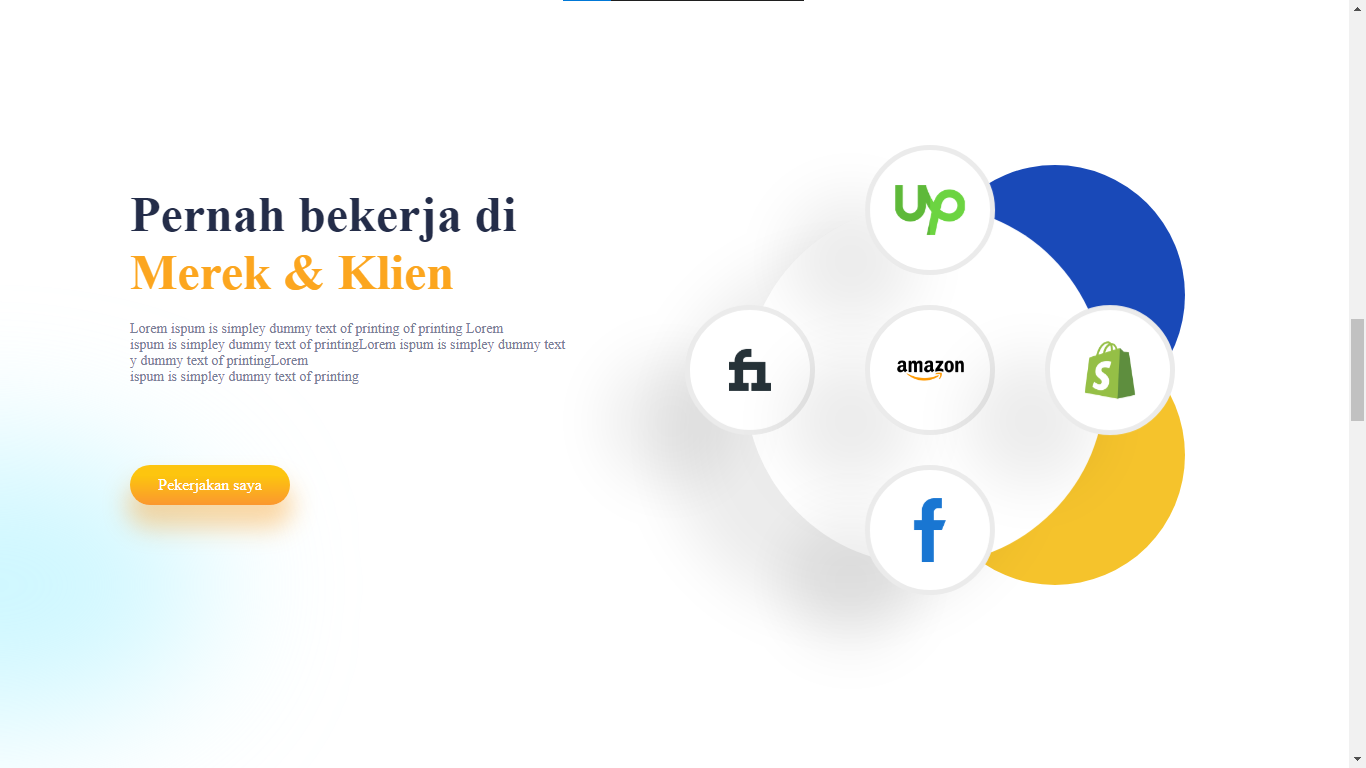 Pernah bekerja di
Merek & Klien
Lorem ispum is simpley dummy text of printing of printing Lorem
ispum is simpley dummy text of printingLorem ispum is simpley dummy text
y dummy text of printingLorem
ispum is simpley dummy text of printing
Pekerjakan saya
Up
fi
amazon
S
f